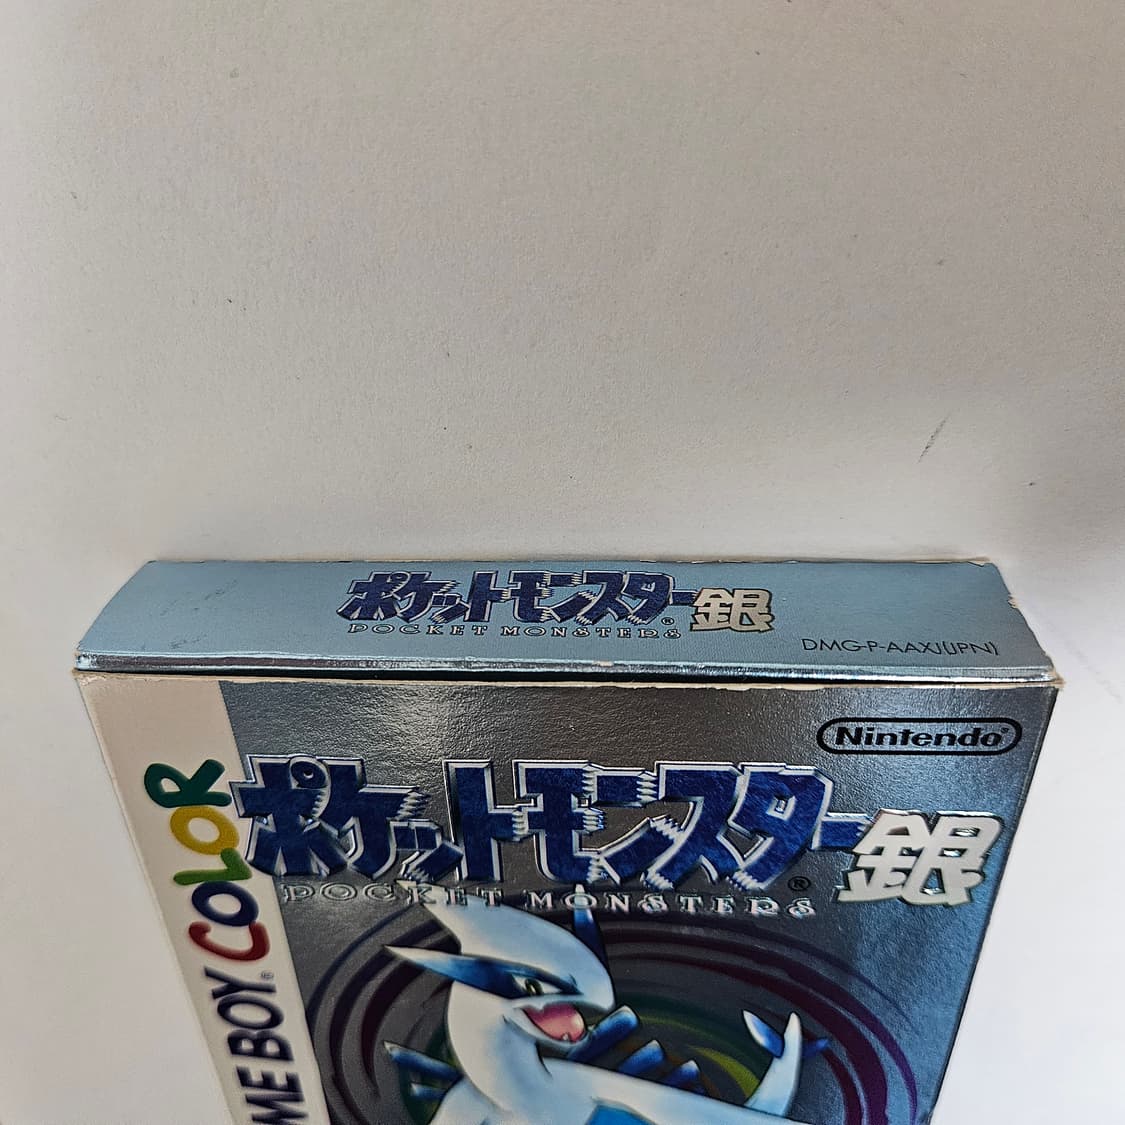 ポケットモンスター銀
POCKET MONSTERS®
DMG-P-AAXJ(JPN)
Nintendo®
ポケットモンスター銀
POCKET MONSTERS®
GAME BOY® COLOR